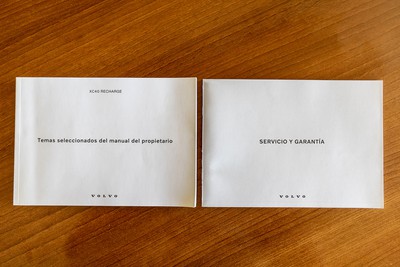 XC40 RECHARGE
Temas seleccionados del manual del propietario
VOLVO
SERVICIO Y GARANTÍA
VOLVO